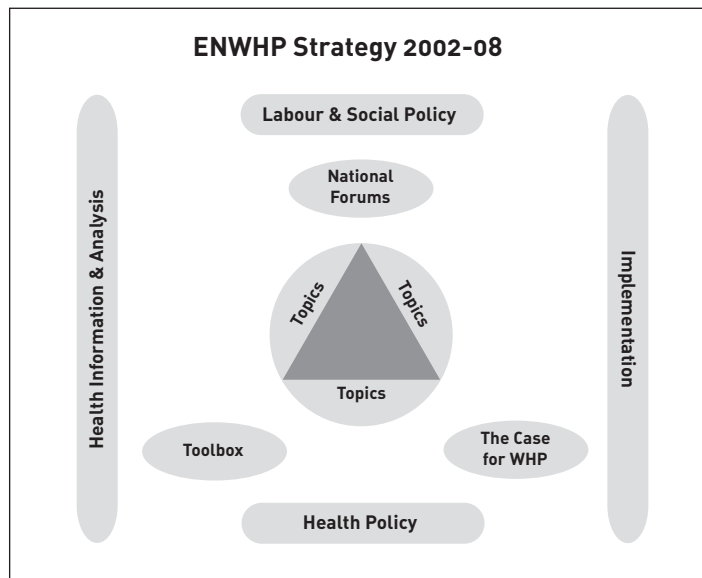 ENWHP Strategy 2002-08
Labour & Social Policy
National
Forums
Health Information & Analysis
Topics
Topics
Topics
Implementation
Toolbox
The Case
for WHP
Health Policy